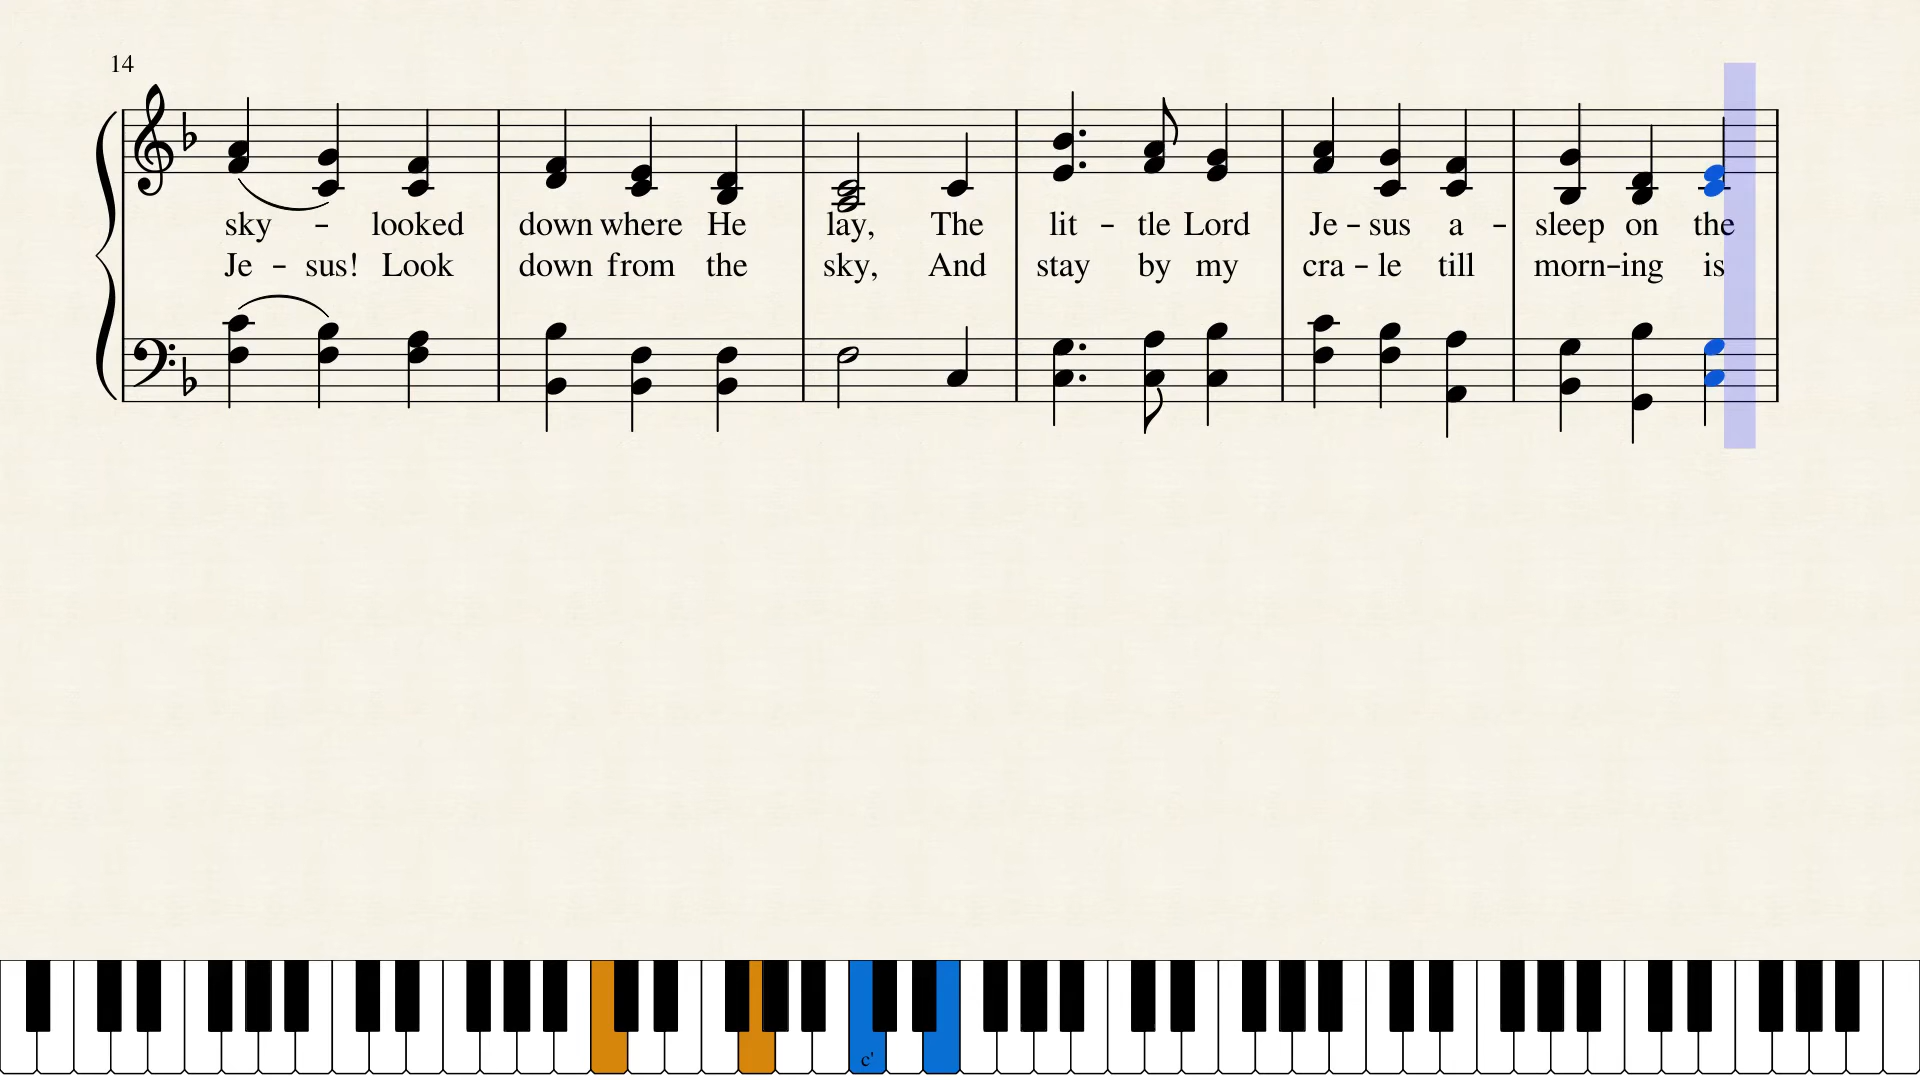 14
sky – looked down where He lay, The lit – tle Lord Je – sus a – sleep on the
Je – sus! Look down from the sky, And stay by my cra – le till morn–ing is
c'